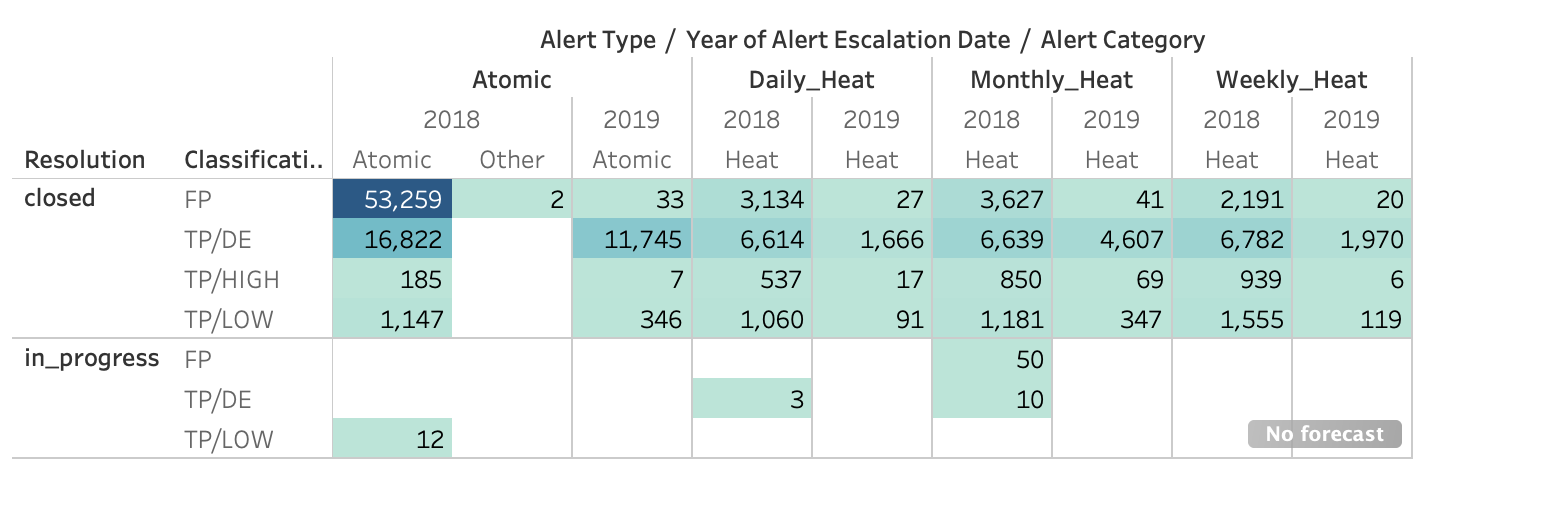 Alert Type / Year of Alert Escalation Date / Alert Category
Atomic Daily_Heat Monthly_Heat Weekly_Heat
2018 2019 2018 2019 2018 2019 2018 2019
Resolution Classificati.. Atomic Other Atomic Heat Heat Heat Heat Heat Heat
closed FP 53,259 2 33 3,134 27 3,627 41 2,191 20
TP/DE 16,822 11,745 6,614 1,666 6,639 4,607 6,782 1,970
TP/HIGH 185 7 537 17 850 69 939 6
TP/LOW 1,147 346 1,060 91 1,181 347 1,555 119
in_progress FP 50
TP/DE 3 10
TP/LOW 12 No forecast